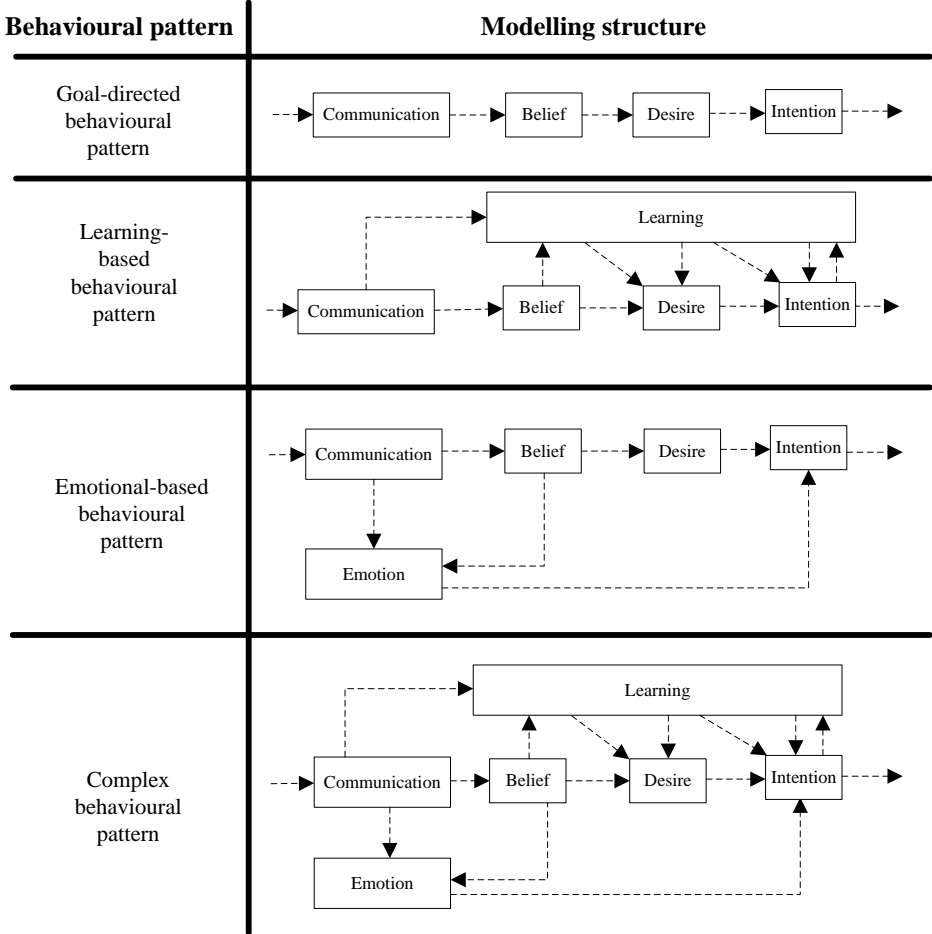 Behavioural pattern
Modelling structure
Goal-directed
behavioural
pattern
Communication
Belief
Desire
Intention
Learning-
based
behavioural
pattern
Learning
Communication
Belief
Desire
Intention
Emotional-based
behavioural
pattern
Communication
Belief
Desire
Intention
Emotion
Complex
behavioural
pattern
Learning
Communication
Belief
Desire
Intention
Emotion